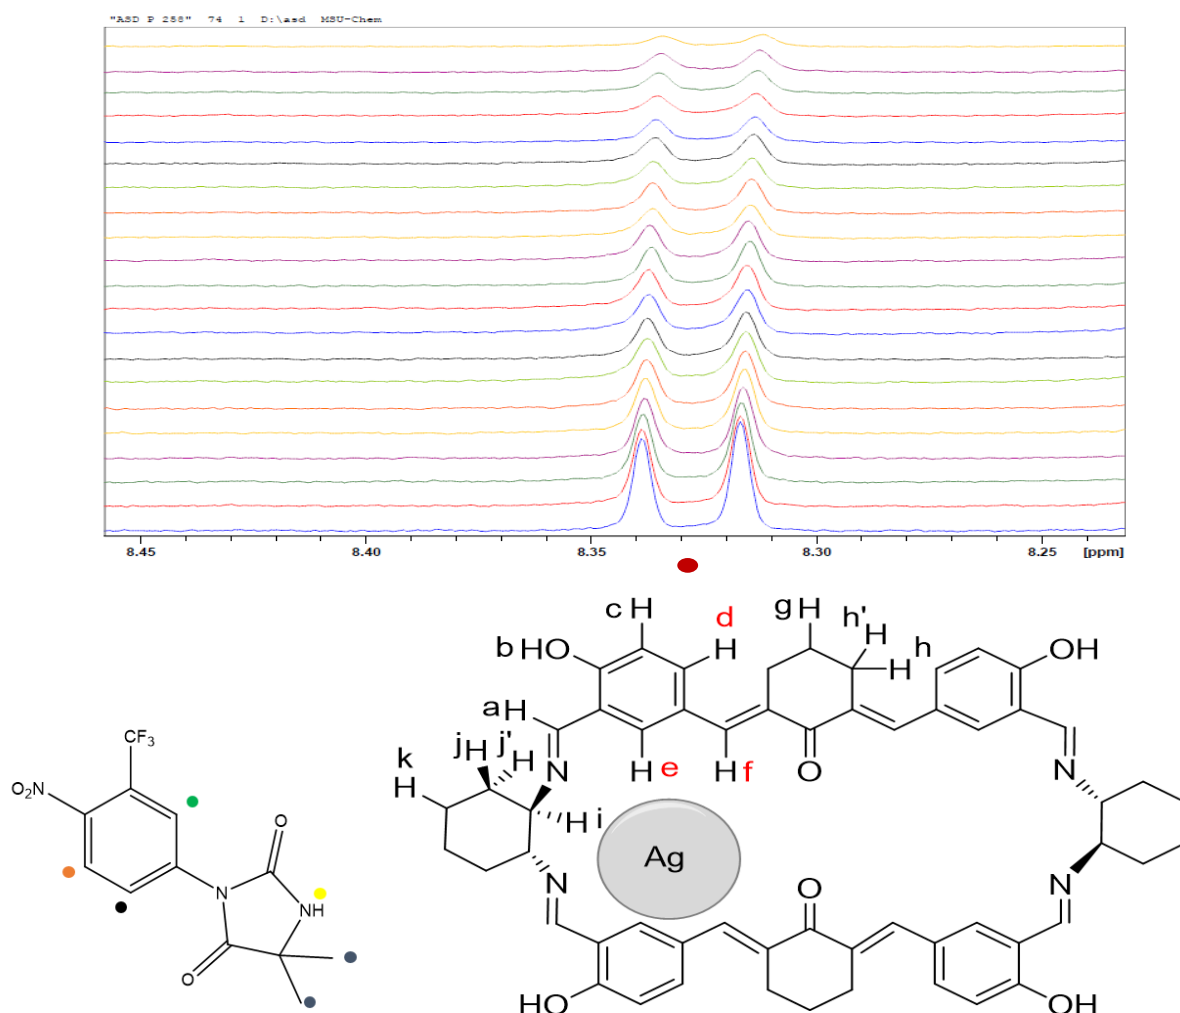 "ASD P 258" 74 1 D:\asd MSU-Chem
8.45 8.40 8.35 8.30 8.25 [ppm]
c H d g H h' H
b HO H H h OH
a H
CF3
j H j' H N H e H f O N
k H
O2N
O H i
Ag
N NH N O N
O
HO OH